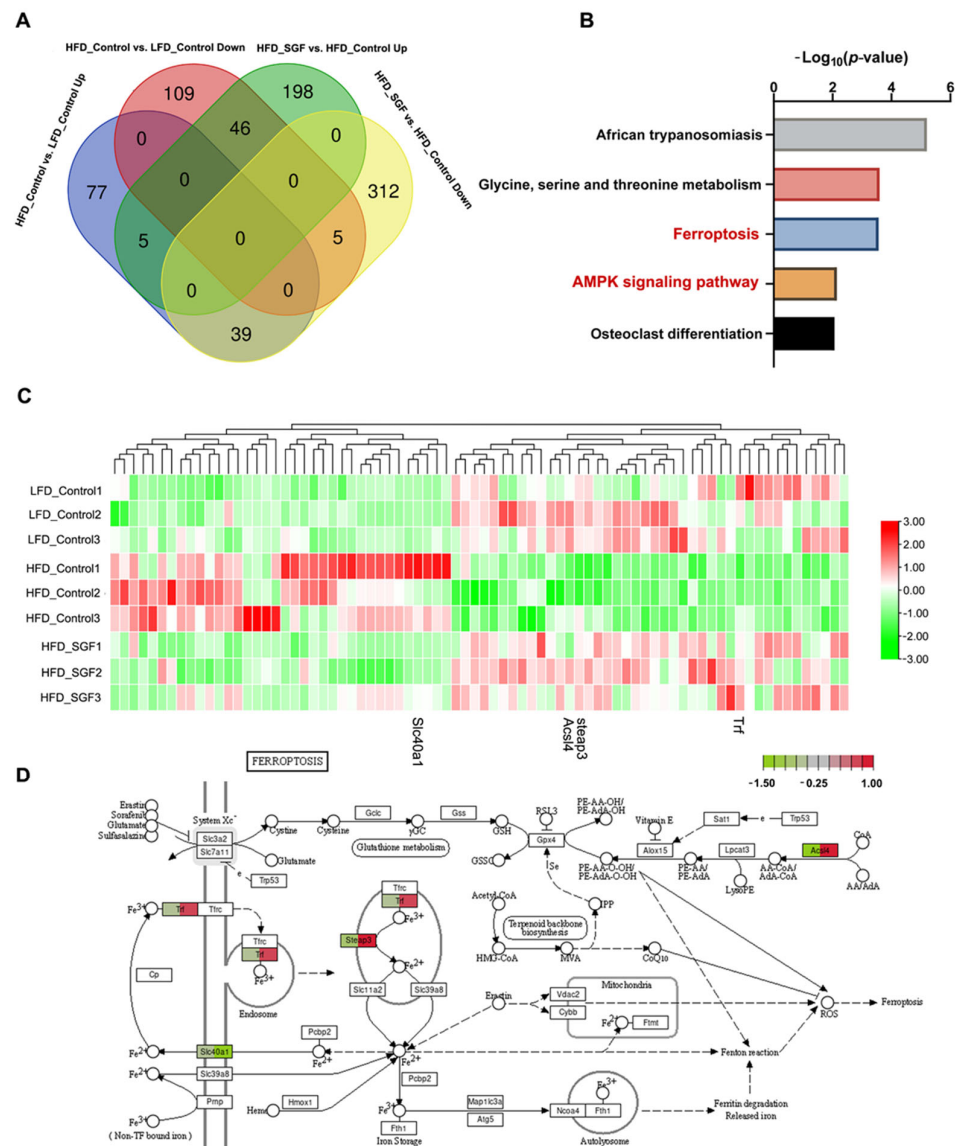 A
HFD_Control vs. LFD_Control Down
HFD_SGF vs. HFD_Control Up
HFD_Control vs. LFD_Control Up
HFD_SGF vs. HFD_Control Down
109
198
0
46
0
77
0
0
312
5
0
5
0
0
39
B
-Log10(p-value)
0 2 4 6
African trypanosomiasis
Glycine, serine and threonine metabolism
Ferroptosis
AMPK signaling pathway
Osteoclast differentiation
C
LFD_Control1
LFD_Control2
LFD_Control3
HFD_Control1
HFD_Control2
HFD_Control3
HFD_SGF1
HFD_SGF2
HFD_SGF3
3.00
2.00
1.00
0.00
-1.00
-2.00
-3.00
Slc40a1
steap3
Acsl4
Trf
D
FERROPTOSIS
-1.50 -0.25 1.00
Erastin
Sorafenib
Glutamate
Sulfasalazine
System Xc-
Slc3a2
Slc7a11
Cystine
Cysteine
Gclc
γGC
Gss
GSH
Glutathione metabolism
Glutamate
e
Trp53
RSL3
Gpx4
GSSG
PE-AA-OH/
PE-AdA-OH
PE-AA-O-OH/
PE-AdA-O-OH
Vitamin E
Alox15
Sat1
e
Trp53
PE-AA/
PE-AdA
Lpcat3
LysoPE
AA-CoA/
AdA-CoA
Acsl4
CoA
AA/AdA
Se
Fe3+
Trf
Tfrc
Tfrc
Trf
Fe3+
Endosome
Tfrc
Trf
Fe3+
Steap3
Fe2+
Slc11a2
Slc39a8
Acetyl-CoA
IPP
Terpenoid backbone
biosynthesis
HMG-CoA
MVA
CoQ10
Cp
Erastin
Vdac2
Cybb
Mitochondria
Fe2+
Ftmt
ROS
Ferroptosis
Fe2+
Slc40a1
Pcbp2
Fe2+
Fe2+
Fenton reaction
Fe2+
Slc39a8
Pcbp2
Prnp
Heme
Hmox1
Fe3+
( Non-TF bound iron )
Fe3+
Fth1
Iron Storage
Map1lc3a
Atg5
Ncoa4
Fe3+
Fth1
Autolyosome
Ferritin degradation
Released iron